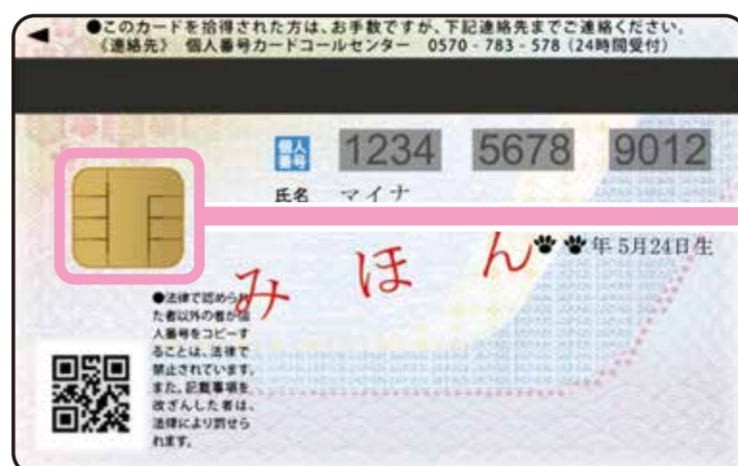 ●このカードを拾得された方は、お手数ですが、下記連絡先までご連絡ください。
《連絡先》 個人番号カードコールセンター 0570-783-578（24時間受付）
個人番号 1234 5678 9012
氏名 マイナ
年 5月24日生
みほん
●法律で認められ
た者以外の者が個
人番号をコピーす
ることは、法律で
禁止されています。
また、記載事項を
改ざんした者は、
法律により罰せら
れます。